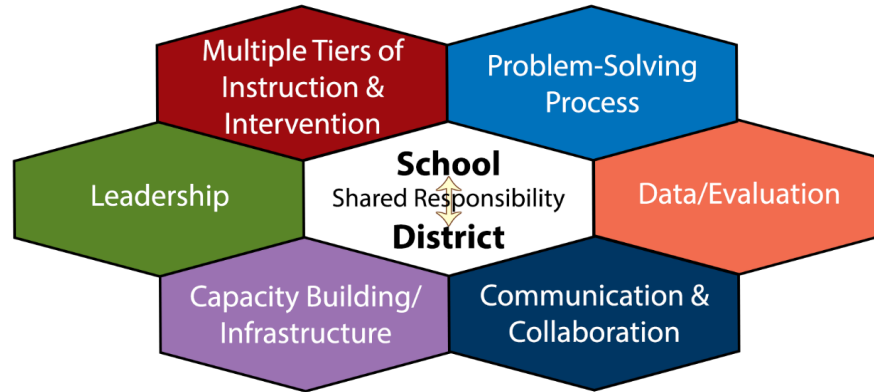 Multiple Tiers of
Instruction &
Intervention
Problem-Solving
Process
Leadership
School
Shared Responsibility
District
Data/Evaluation
Capacity Building/
Infrastructure
Communication &
Collaboration